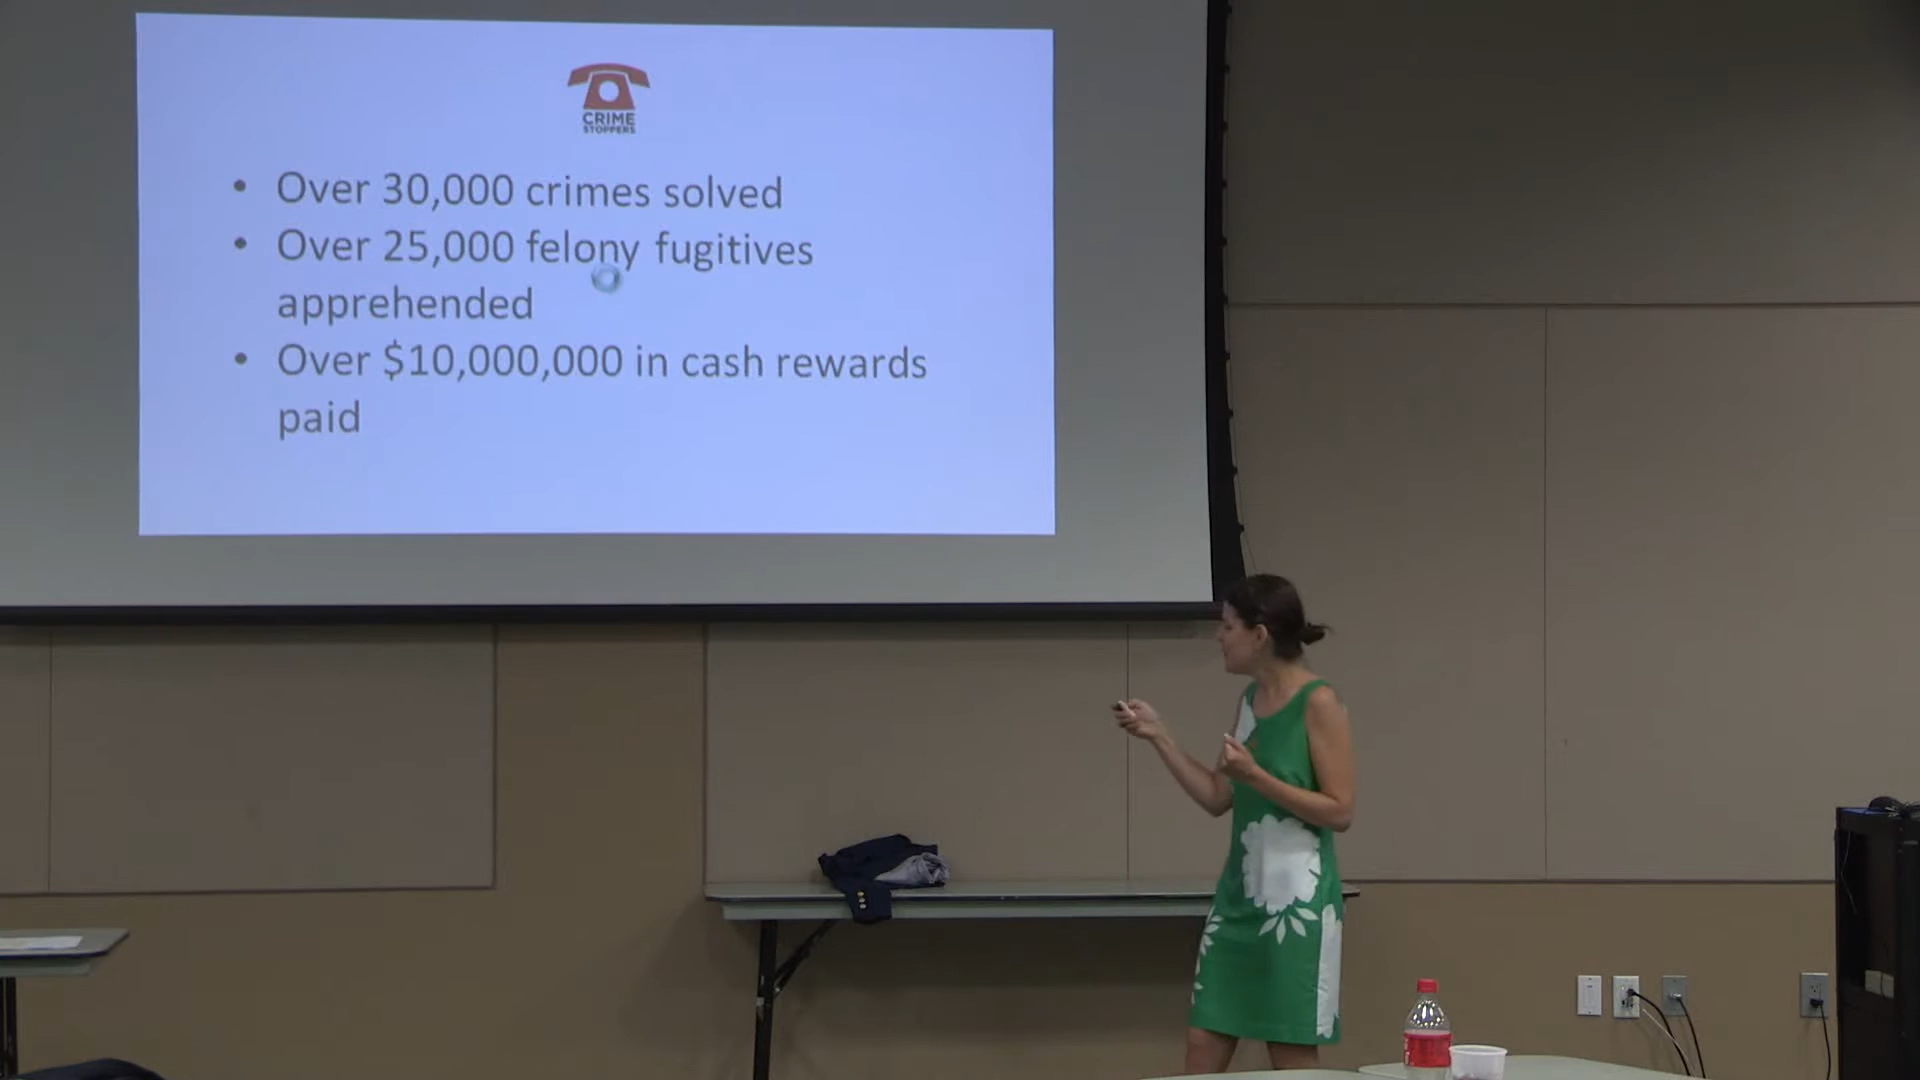 CRIME
STOPPERS
• Over 30,000 crimes solved
• Over 25,000 felony fugitives
apprehended
• Over $10,000,000 in cash rewards
paid